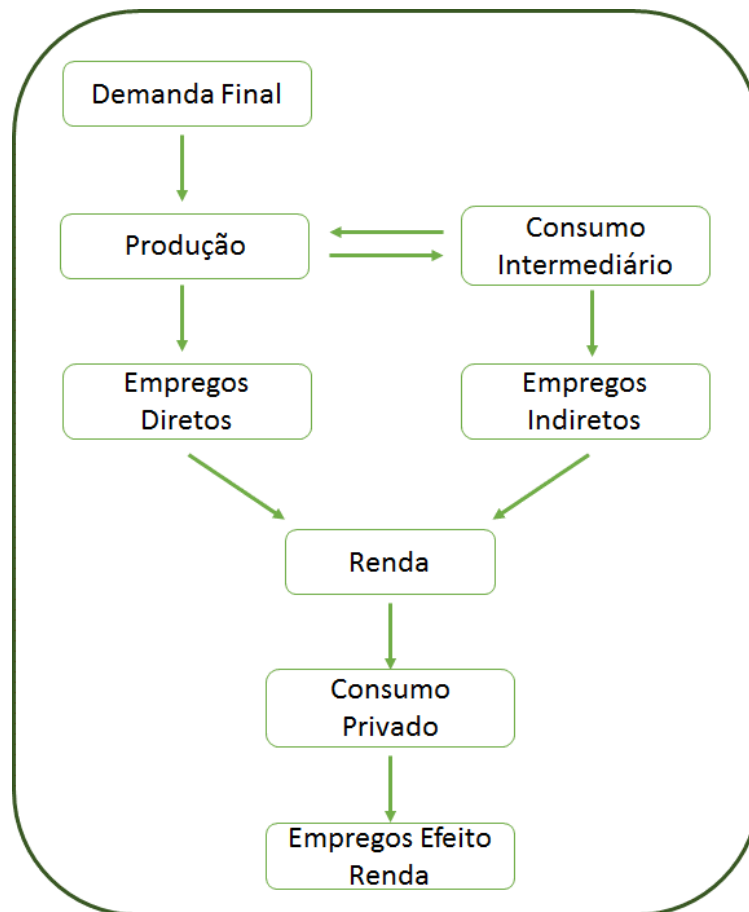 Demanda Final
Produção
Consumo
Intermediário
Empregos
Diretos
Empregos
Indiretos
Renda
Consumo
Privado
Empregos Efeito
Renda